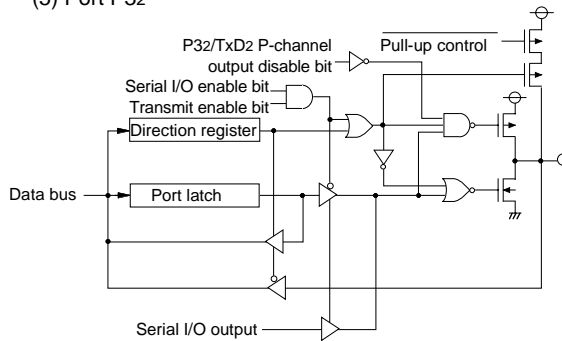 (3) Port P32
P32/TxD2 P-channel
output disable bit
Pull-up control
Serial I/O enable bit
Transmit enable bit
Direction register
Data bus
Port latch
Serial I/O output